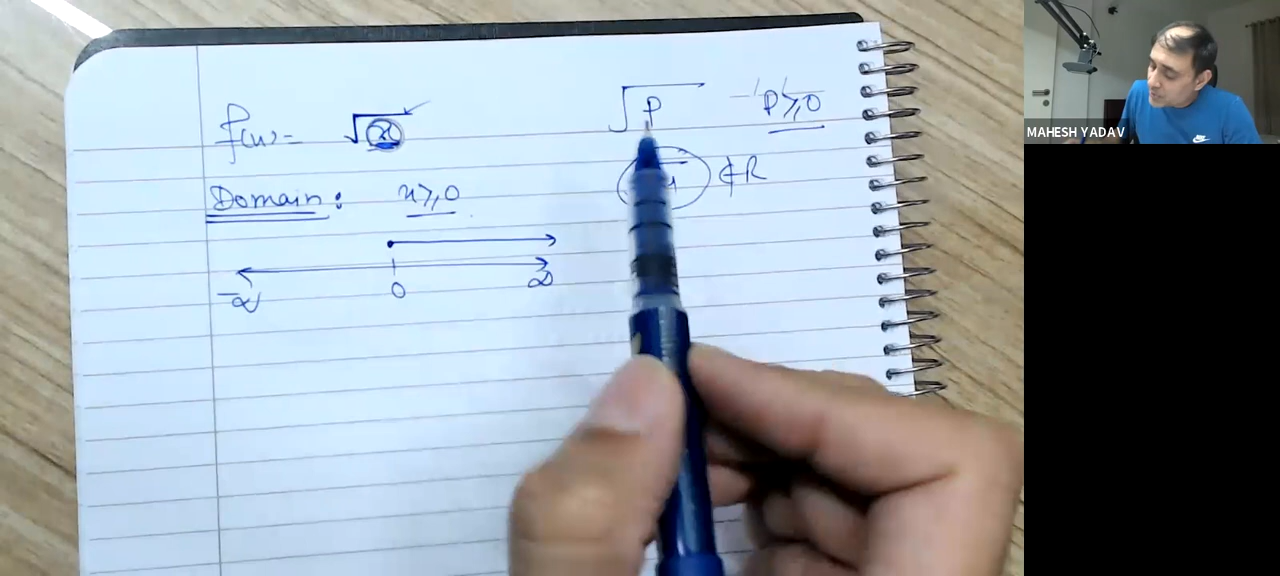 f(x) = √x
√P P≥0
∉R
Domain: x≥0
-∞ 0 ∞
MAHESH YADAV